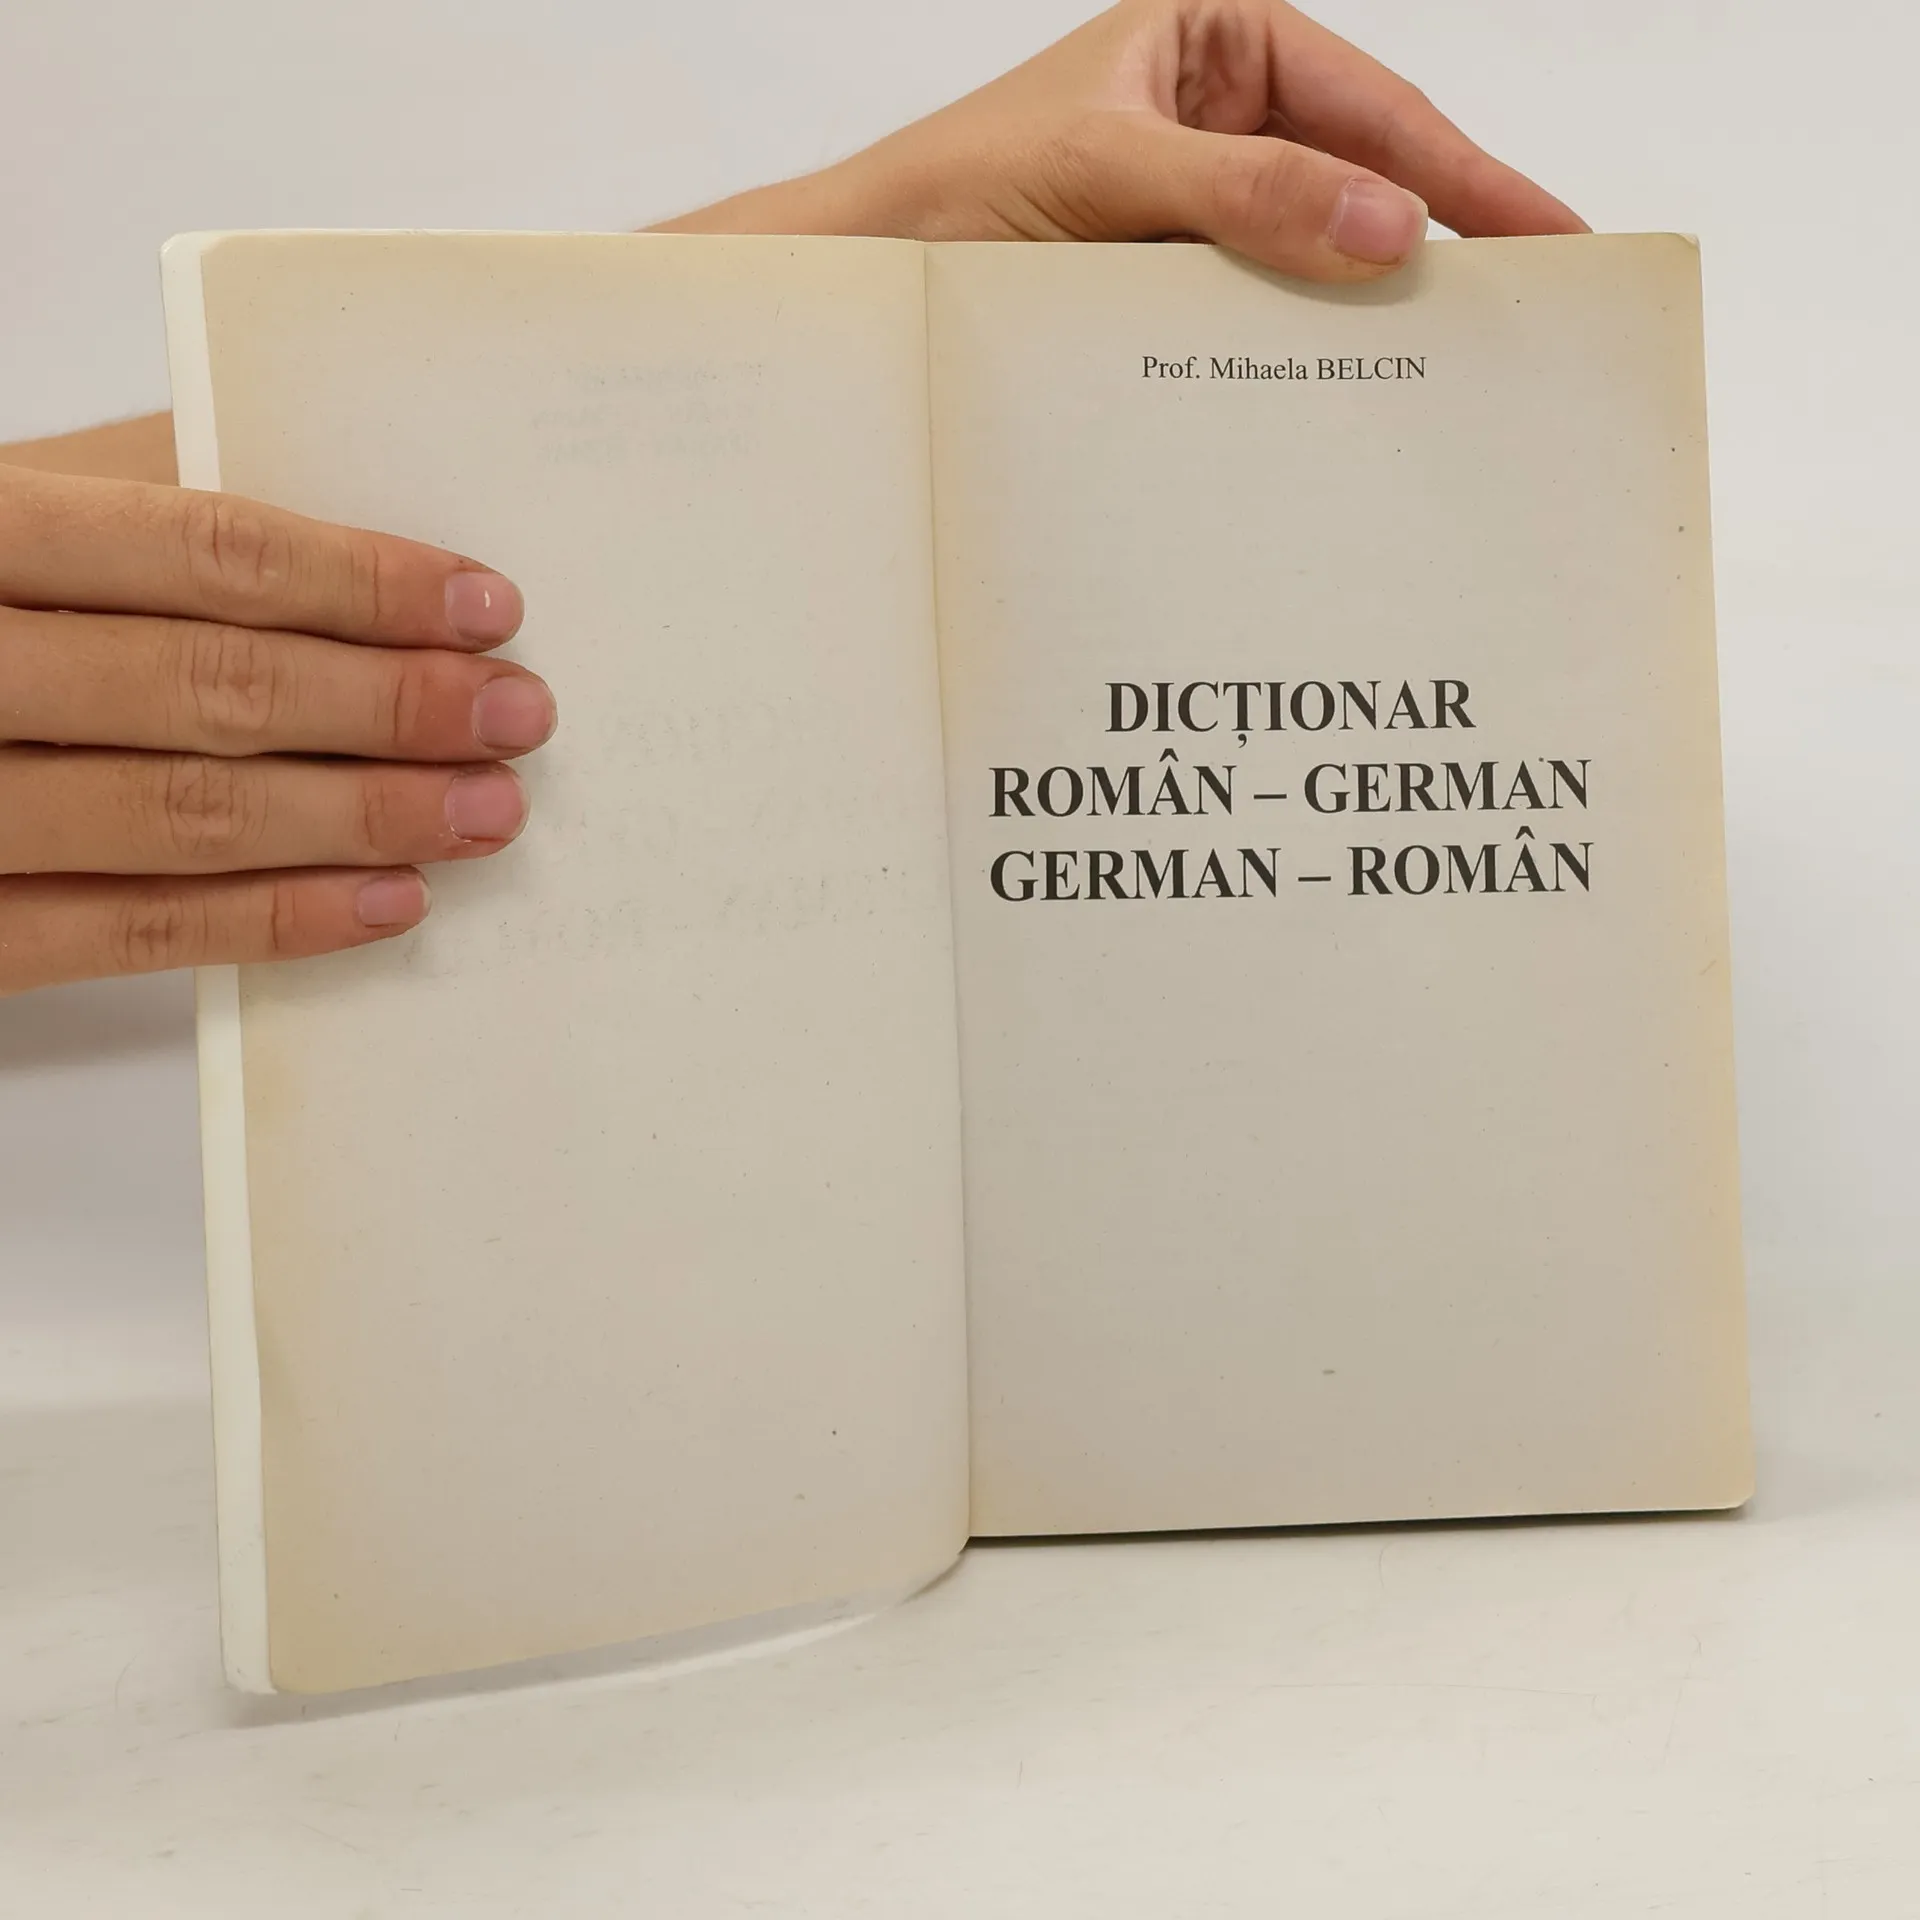 Prof. Mihaela BELCIN
DICȚIONAR
ROMÂN – GERMAN
GERMAN – ROMÂN